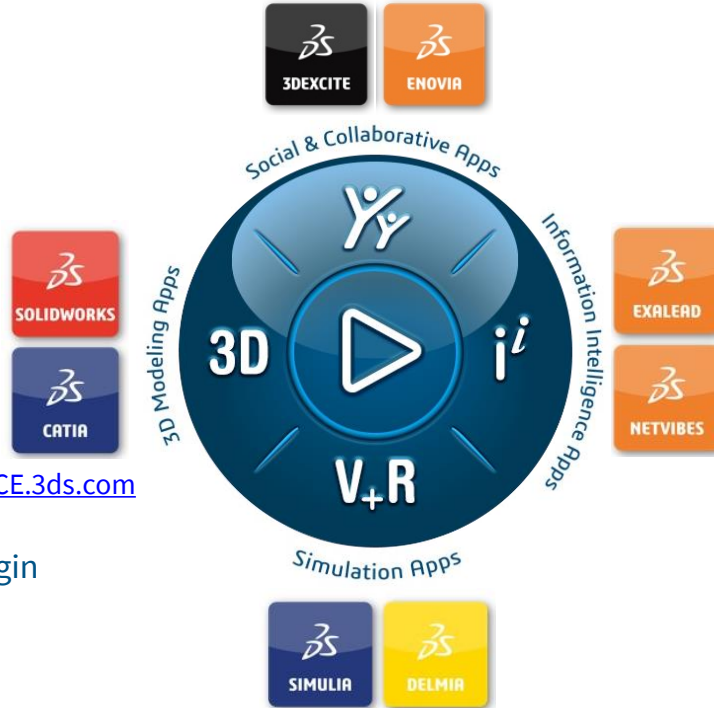 3DEXCITE
ENOVIA
Social & Collaborative Apps
SOLIDWORKS
CATIA
3D Modeling Apps
3D
i i
V+R
Information Intelligence Apps
EXALEAD
NETVIBES
CE.3ds.com
gin
Simulation Apps
SIMULIA
DELMIA